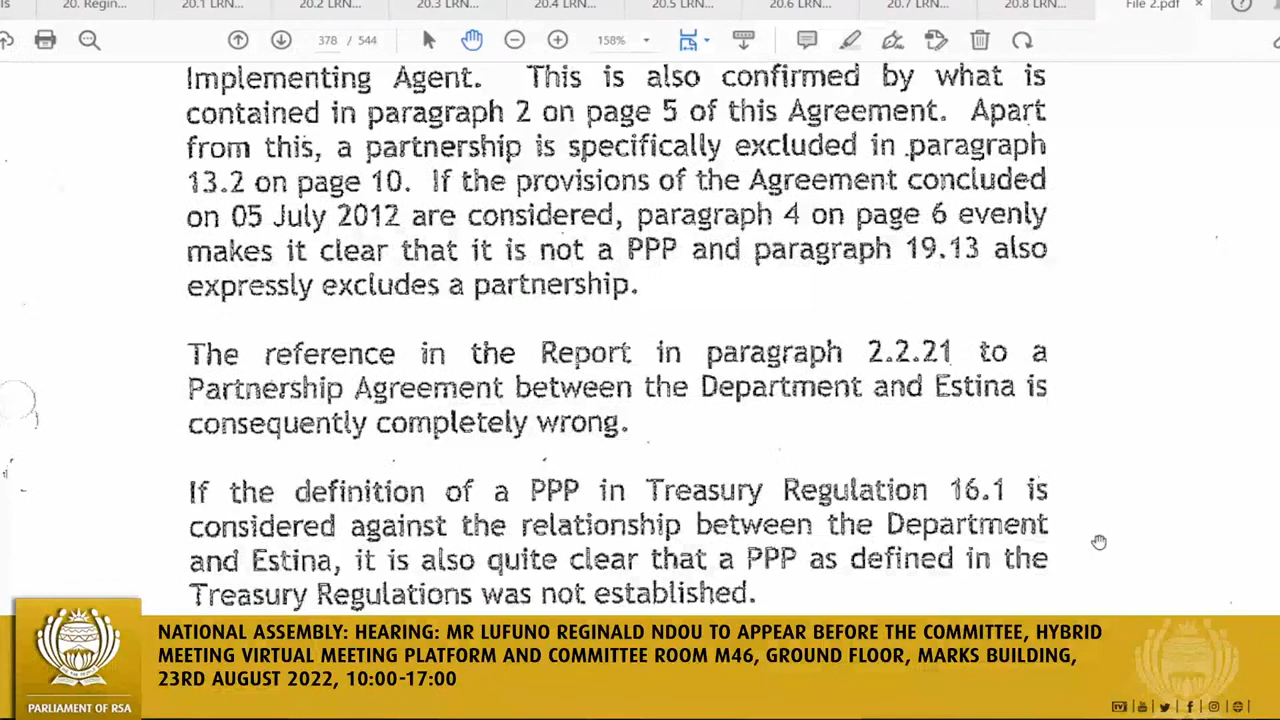 20. Regin...
20.1 LRN...
20.2 LRN...
20.3 LRN...
20.4 LRN...
20.5 LRN...
20.6 LRN...
20.7 LRN...
20.8 LRN...
File 2.pdf
378 / 544
158%
Implementing Agent. This is also confirmed by what is
contained in paragraph 2 on page 5 of this Agreement. Apart
from this, a partnership is specifically excluded in paragraph
13.2 on page 10. If the provisions of the Agreement concluded
on 05 July 2012 are considered, paragraph 4 on page 6 evenly
makes it clear that it is not a PPP and paragraph 19.13 also
expressly excludes a partnership.
The reference in the Report in paragraph 2.2.21 to a
Partnership Agreement between the Department and Estina is
consequently completely wrong.
If the definition of a PPP in Treasury Regulation 16.1 is
considered against the relationship between the Department
and Estina, it is also quite clear that a PPP as defined in the
Treasury Regulations was not established.
NATIONAL ASSEMBLY: HEARING: MR LUFUNO REGINALD NDOU TO APPEAR BEFORE THE COMMITTEE, HYBRID
MEETING VIRTUAL MEETING PLATFORM AND COMMITTEE ROOM M46, GROUND FLOOR, MARKS BUILDING,
23RD AUGUST 2022, 10:00-17:00
PARLIAMENT OF RSA